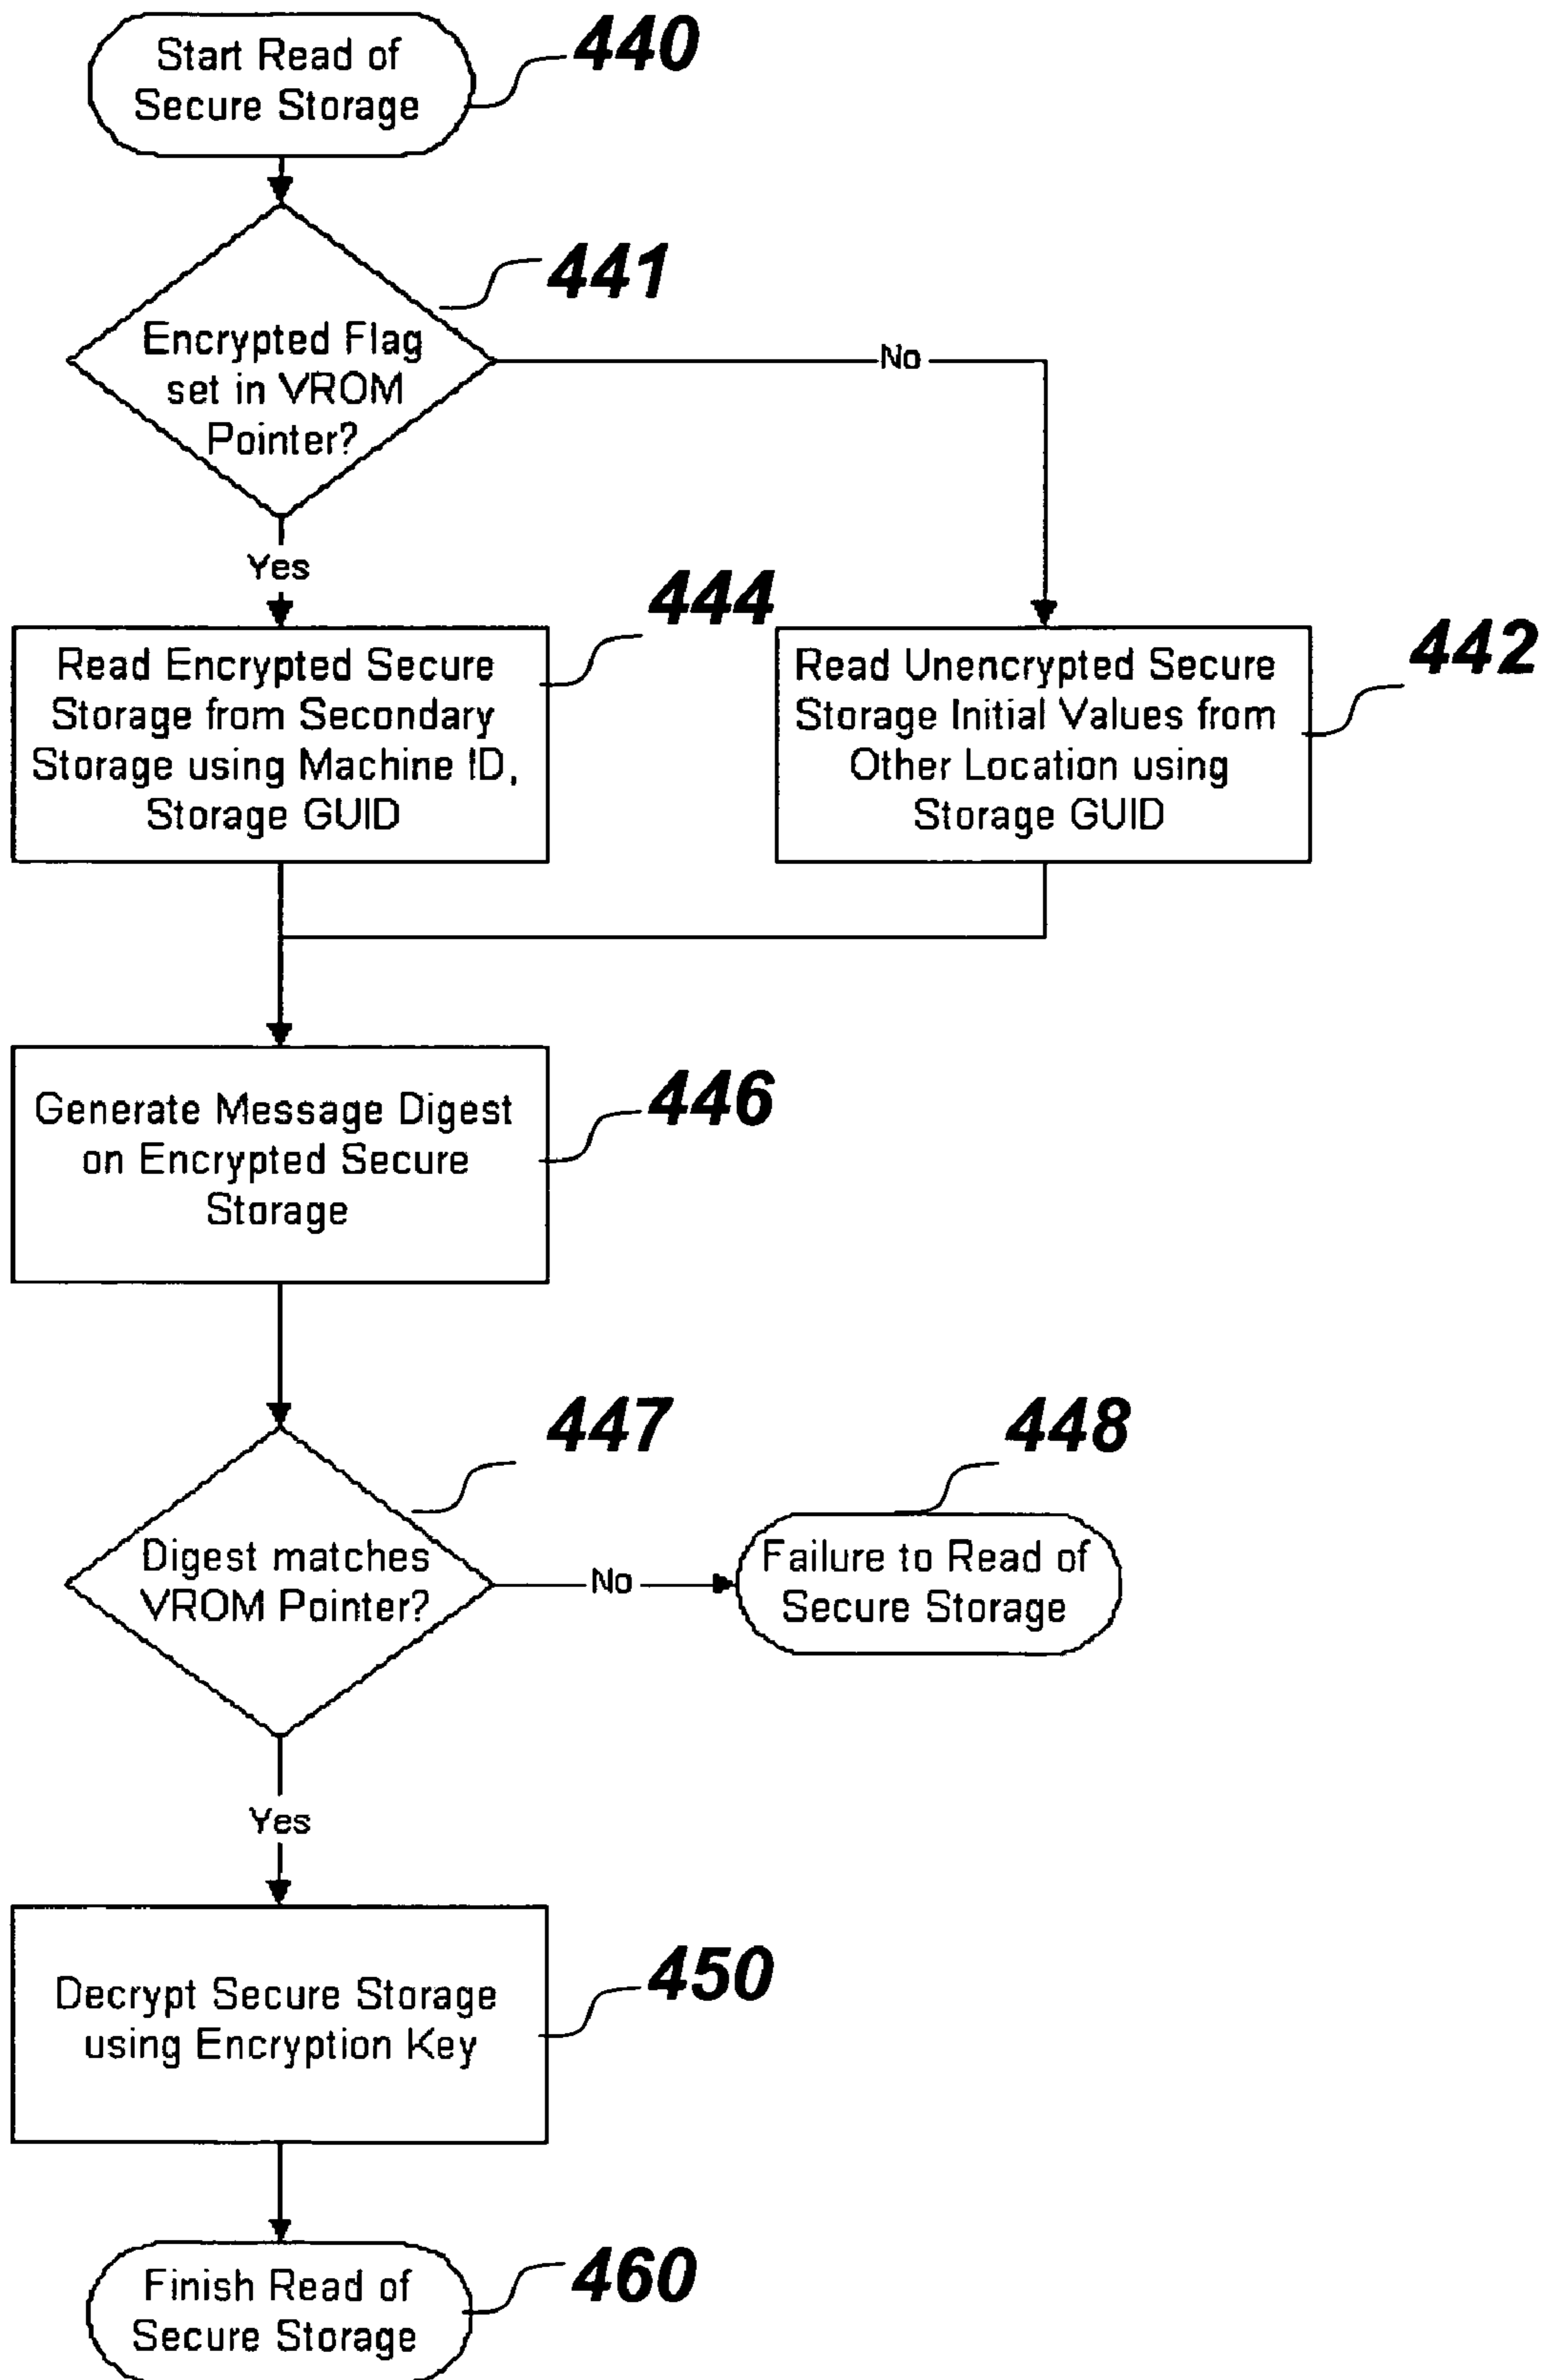 Start Read of
Secure Storage
440
441
Encrypted Flag
set in VROM
Pointer?
No
Yes
444
Read Encrypted Secure
Storage from Secondary
Storage using Machine ID,
Storage GUID
442
Read Unencrypted Secure
Storage Initial Values from
Other Location using
Storage GUID
446
Generate Message Digest
on Encrypted Secure
Storage
447
Digest matches
VROM Pointer?
No
448
Failure to Read of
Secure Storage
Yes
450
Decrypt Secure Storage
using Encryption Key
460
Finish Read of
Secure Storage